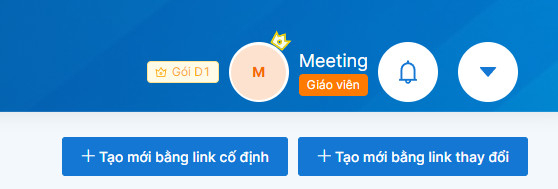 Gói D1
M
Meeting
Giáo viên
+ Tạo mới bằng link cố định
+ Tạo mới bằng link thay đổi